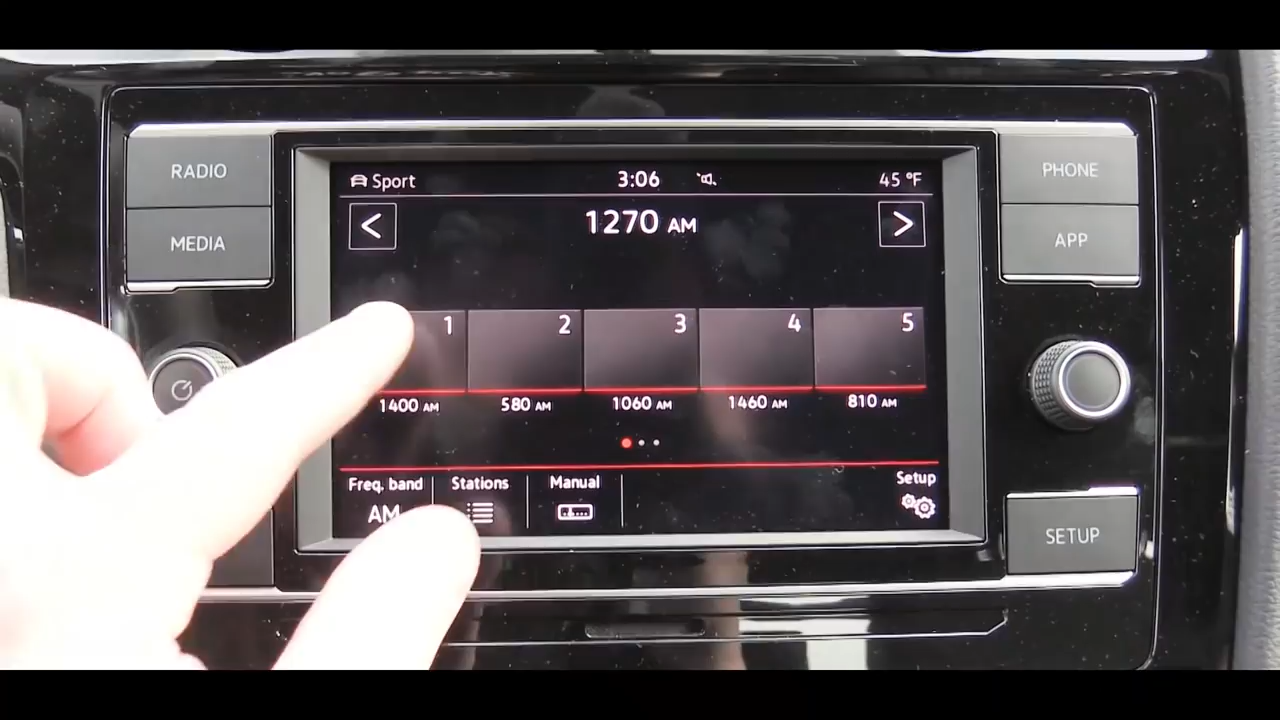 RADIO
MEDIA
Sport 3:06 45 °F
<
1270 AM
>
1 2 3 4 5
1400 AM 580 AM 1060 AM 1460 AM 810 AM
Freq. band Stations Manual Setup
AM
PHONE
APP
SETUP